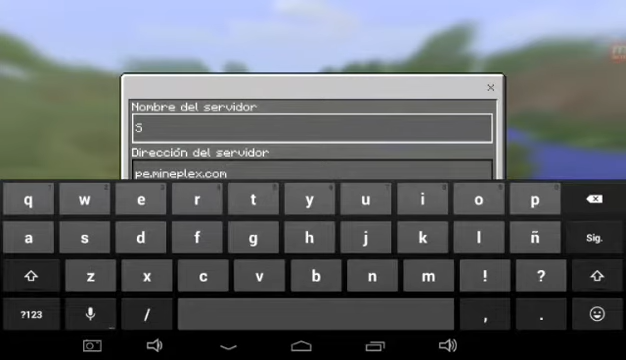 Nombre del servidor
S
Dirección del servidor
pe.mineplex.com
q w e r t y u i o p
a s d f g h j k l ñ Sig.
z x c v b n m ! ?
?123 / , .